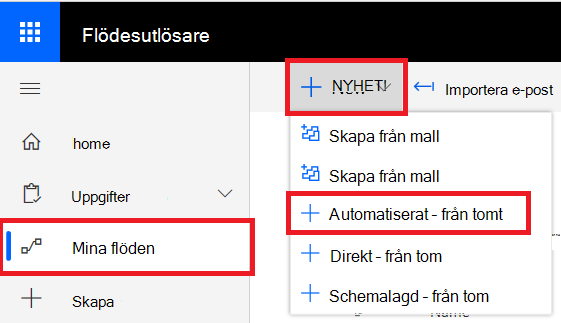 Flödesutlösare
NYHET!
Importera e-post
home
Uppgifter
Mina flöden
Skapa
Skapa från mall
Skapa från mall
Automatiserat - från tomt
Direkt - från tom
Schemalagd - från tom
Name